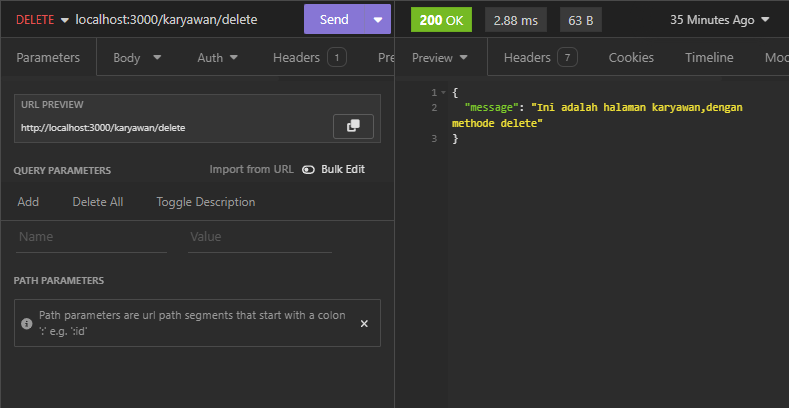 DELETE localhost:3000/karyawan/delete Send
Parameters Body Auth Headers 1 Pre
URL PREVIEW
http://localhost:3000/karyawan/delete
QUERY PARAMETERS Import from URL Bulk Edit
Add Delete All Toggle Description
Name Value
PATH PARAMETERS
Path parameters are url path segments that start with a colon
':' e.g. ':id'
200 OK 2.88 ms 63 B 35 Minutes Ago
Preview Headers 7 Cookies Timeline Moc
1 {
2 "message": "Ini adalah halaman karyawan,dengan
methode delete"
3 }